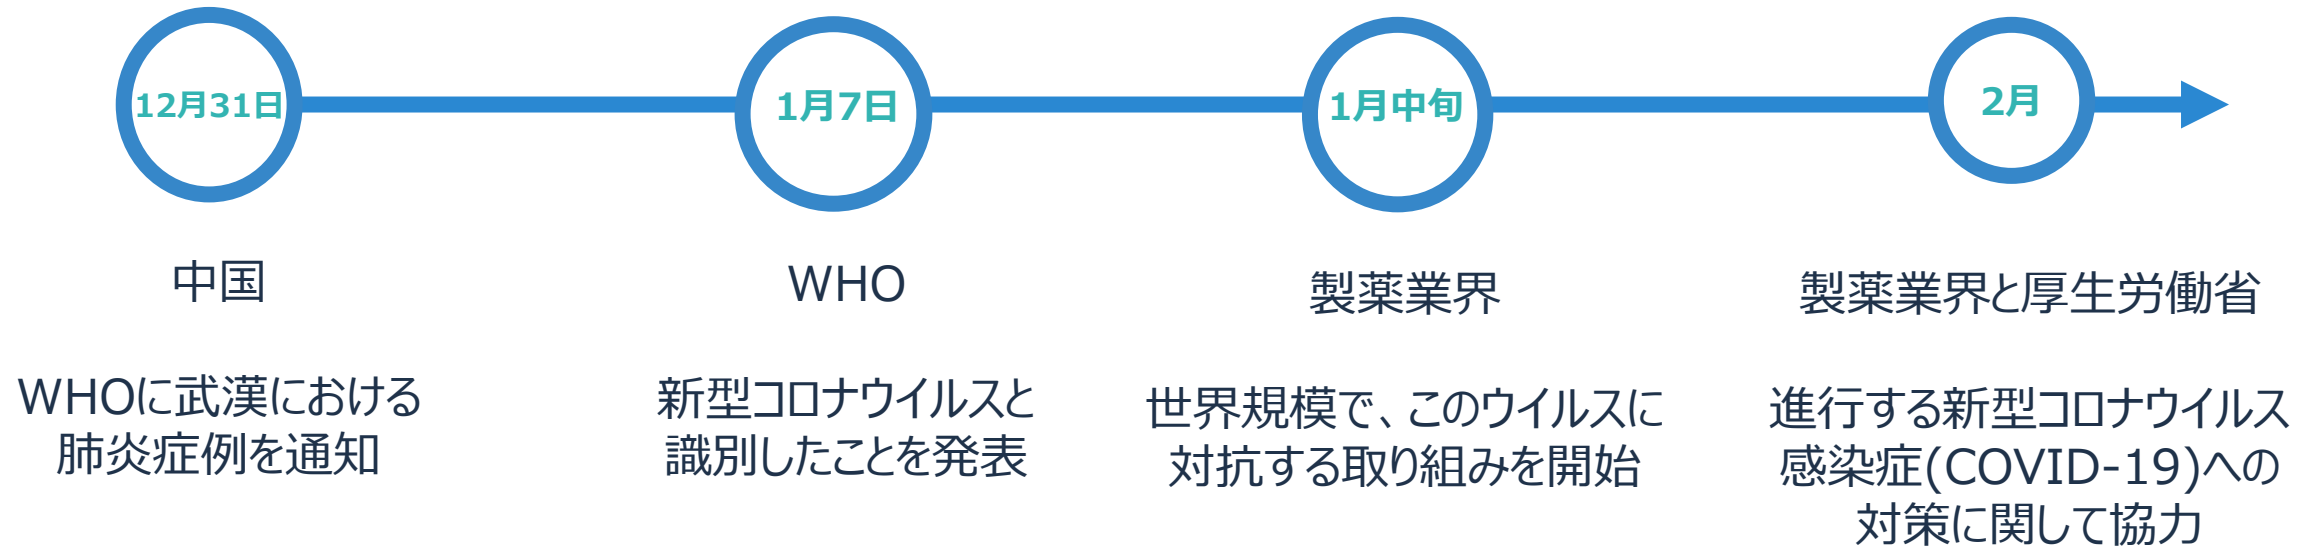 12月31日
1月7日
1月中旬
2月
中国
WHOに武漢における
肺炎症例を通知
WHO
新型コロナウイルスと
識別したことを発表
製薬業界
世界規模で、このウイルスに
対抗する取り組みを開始
製薬業界と厚生労働省
進行する新型コロナウイルス
感染症(COVID-19)への
対策に関して協力